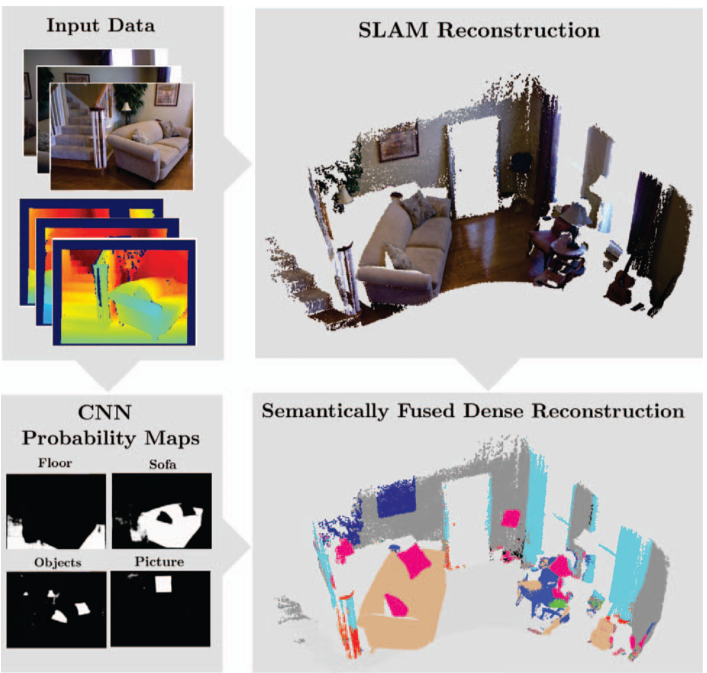 Input Data
SLAM Reconstruction
CNN
Probability Maps
Floor
Sofa
Objects
Picture
Semantically Fused Dense Reconstruction